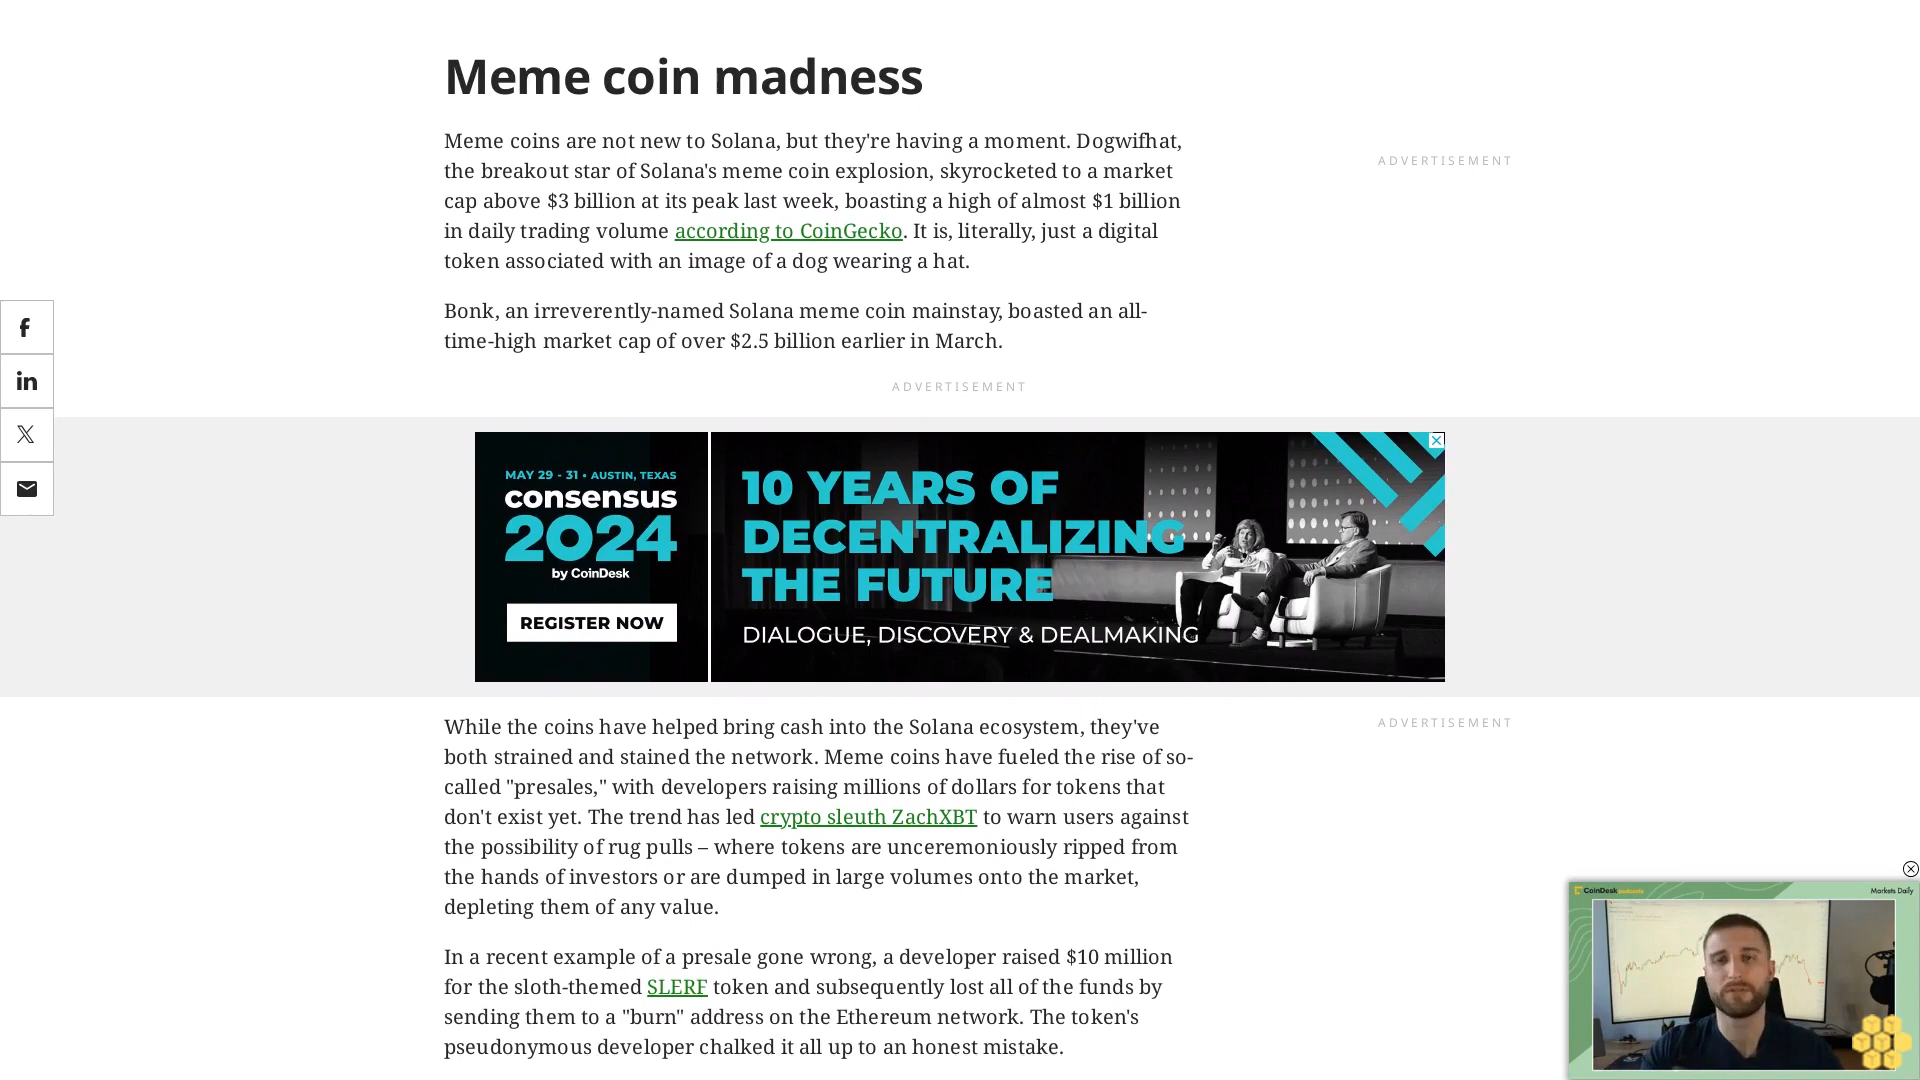 Meme coin madness
Meme coins are not new to Solana, but they're having a moment. Dogwifhat,
the breakout star of Solana's meme coin explosion, skyrocketed to a market
cap above $3 billion at its peak last week, boasting a high of almost $1 billion
in daily trading volume according to CoinGecko. It is, literally, just a digital
token associated with an image of a dog wearing a hat.
ADVERTISEMENT
Bonk, an irreverently-named Solana meme coin mainstay, boasted an all-
time-high market cap of over $2.5 billion earlier in March.
ADVERTISEMENT
MAY 29 - 31 • AUSTIN, TEXAS
consensus
2024
by CoinDesk
REGISTER NOW
10 YEARS OF
DECENTRALIZING
THE FUTURE
DIALOGUE, DISCOVERY & DEALMAKING
While the coins have helped bring cash into the Solana ecosystem, they've
both strained and stained the network. Meme coins have fueled the rise of so-
called "presales," with developers raising millions of dollars for tokens that
don't exist yet. The trend has led crypto sleuth ZachXBT to warn users against
the possibility of rug pulls – where tokens are unceremoniously ripped from
the hands of investors or are dumped in large volumes onto the market,
depleting them of any value.
ADVERTISEMENT
In a recent example of a presale gone wrong, a developer raised $10 million
for the sloth-themed SLERF token and subsequently lost all of the funds by
sending them to a "burn" address on the Ethereum network. The token's
pseudonymous developer chalked it all up to an honest mistake.
CoinDesk podcasts
Markets Daily